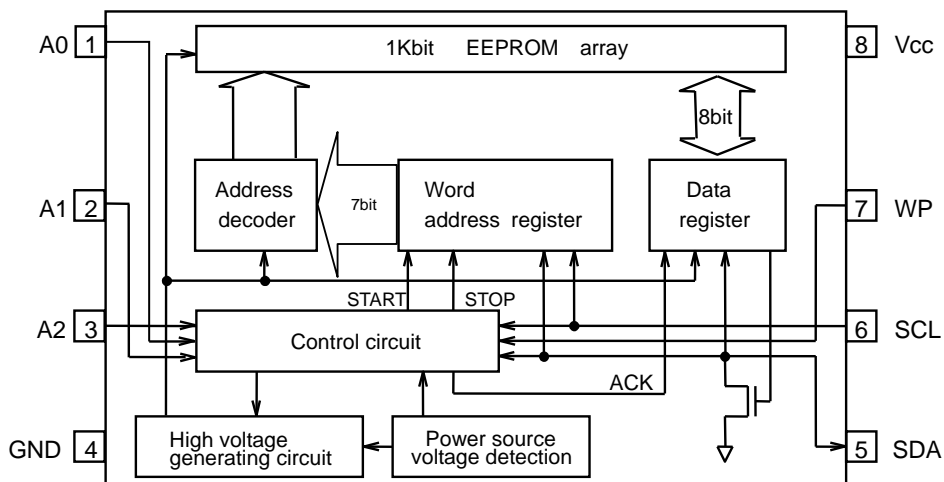 A0 1
1Kbit EEPROM array
8 Vcc
8bit
A1 2
Address
decoder
7bit
Word
address register
Data
register
7 WP
START
STOP
A2 3
Control circuit
6 SCL
ACK
GND 4
High voltage
generating circuit
Power source
voltage detection
5 SDA